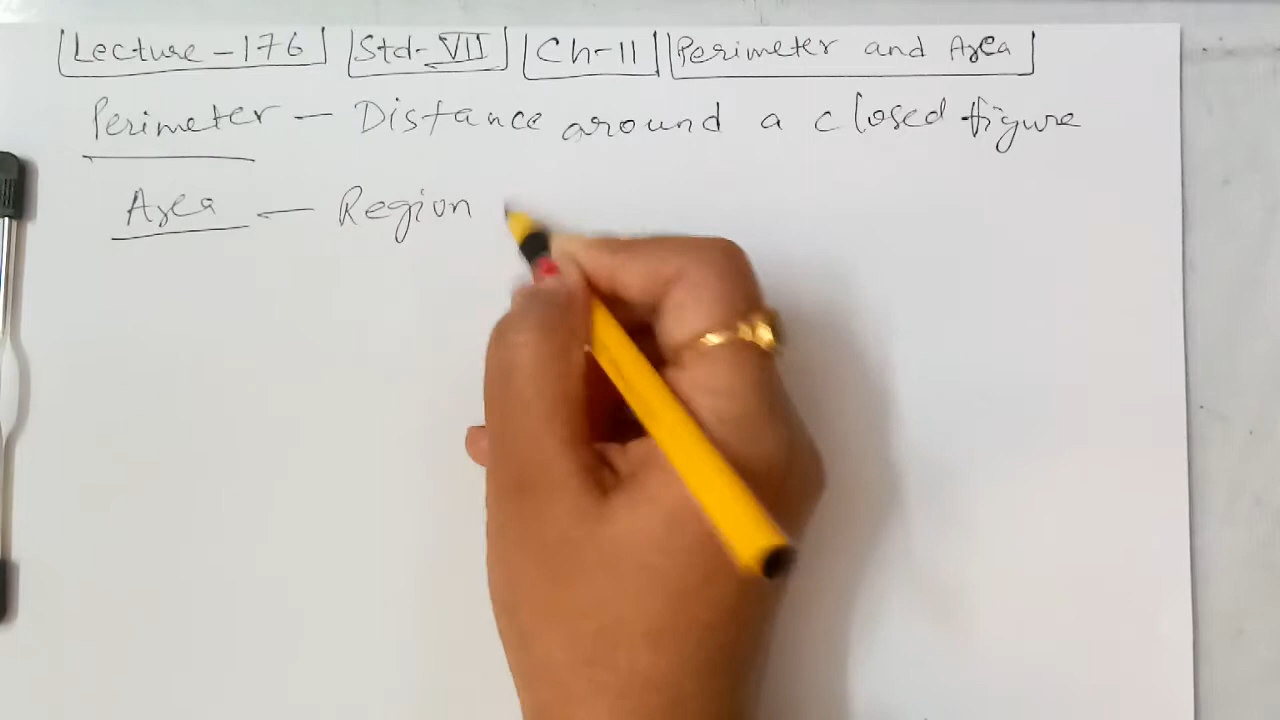 Lecture - 176 Std- VII Ch-11 Perimeter and Area
Perimeter — Distance around a closed figure
Area — Region